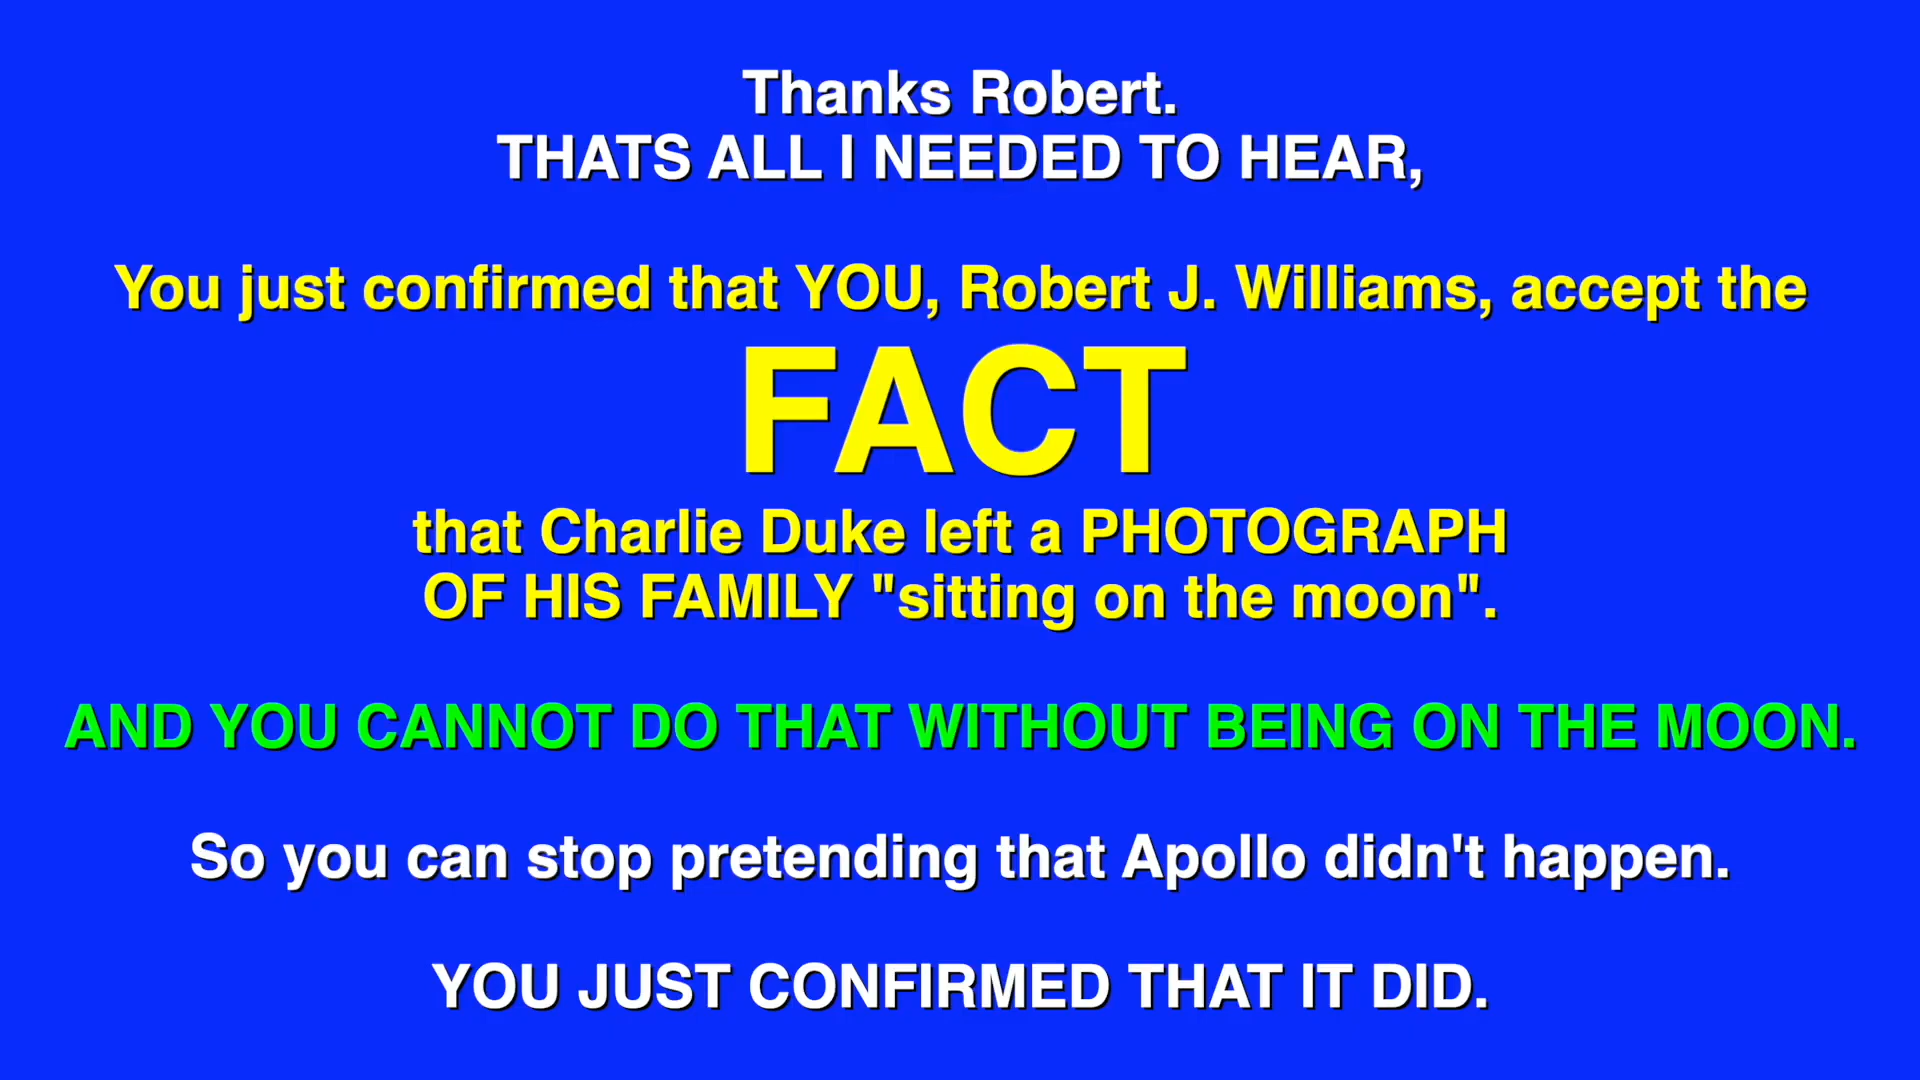 Thanks Robert.
THATS ALL I NEEDED TO HEAR,
You just confirmed that YOU, Robert J. Williams, accept the
FACT
that Charlie Duke left a PHOTOGRAPH
OF HIS FAMILY "sitting on the moon".
AND YOU CANNOT DO THAT WITHOUT BEING ON THE MOON.
So you can stop pretending that Apollo didn't happen.
YOU JUST CONFIRMED THAT IT DID.